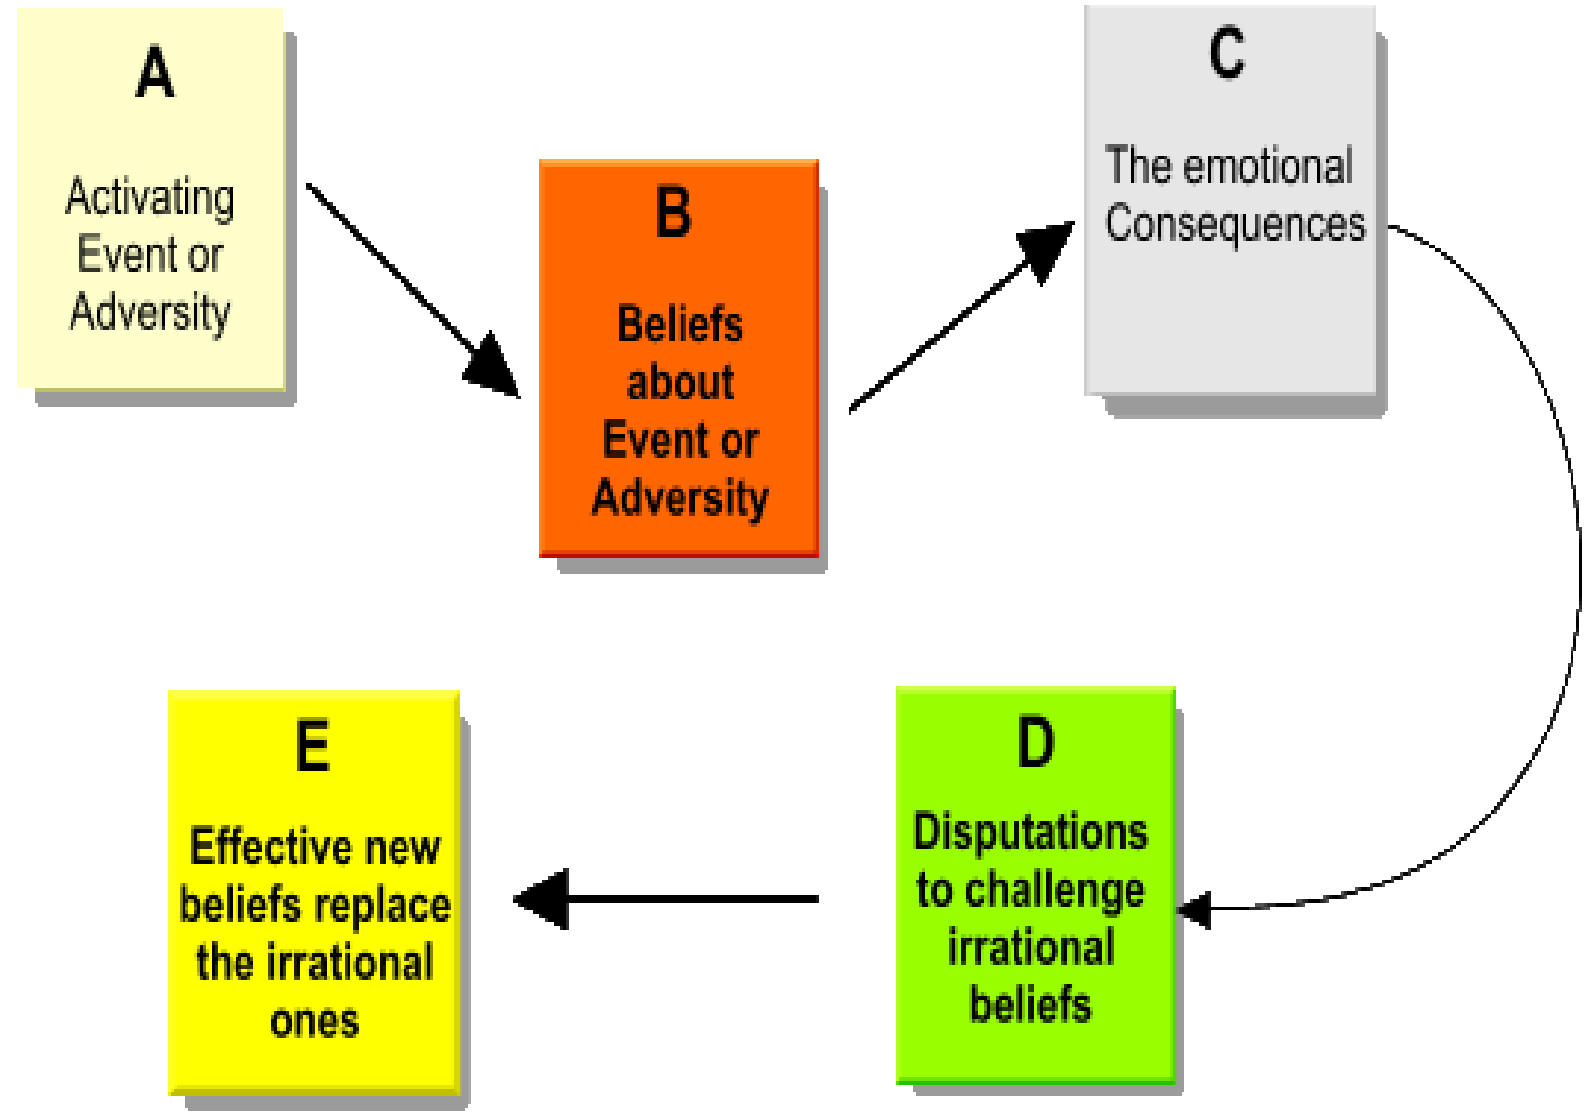 A
Activating
Event or
Adversity
B
Beliefs
about
Event or
Adversity
C
The emotional
Consequences
D
Disputations
to challenge
irrational
beliefs
E
Effective new
beliefs replace
the irrational
ones